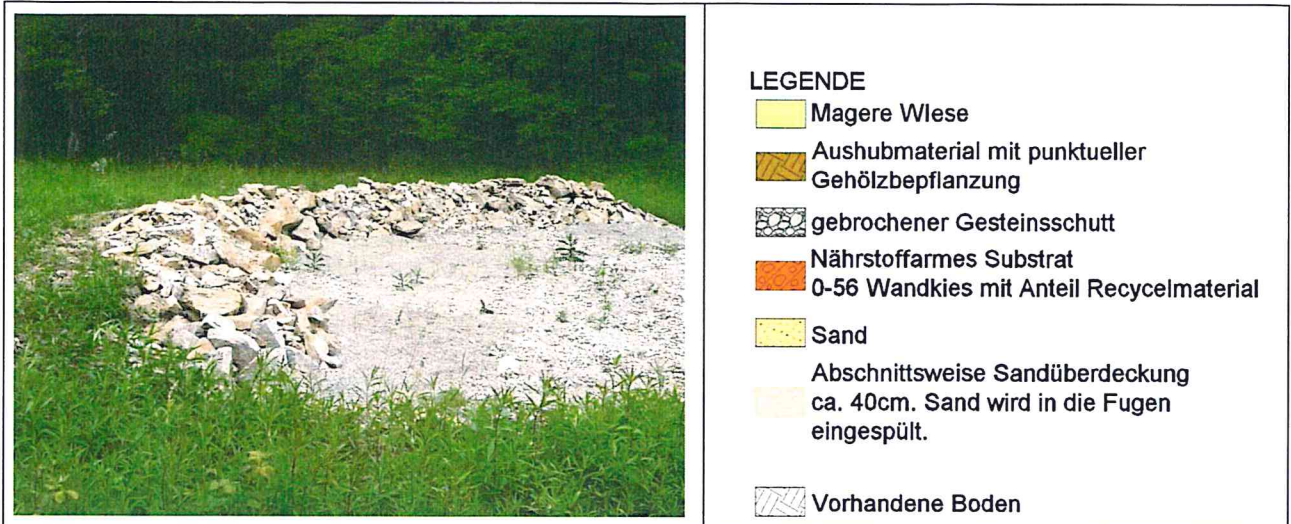 LEGENDE
Magere WIese
Aushubmaterial mit punktueller
Gehölzbepflanzung
gebrochener Gesteinsschutt
Nährstoffarmes Substrat
0-56 Wandkies mit Anteil Recycelmaterial
Sand
Abschnittsweise Sandüberdeckung
ca. 40cm. Sand wird in die Fugen
eingespült.
Vorhandene Boden